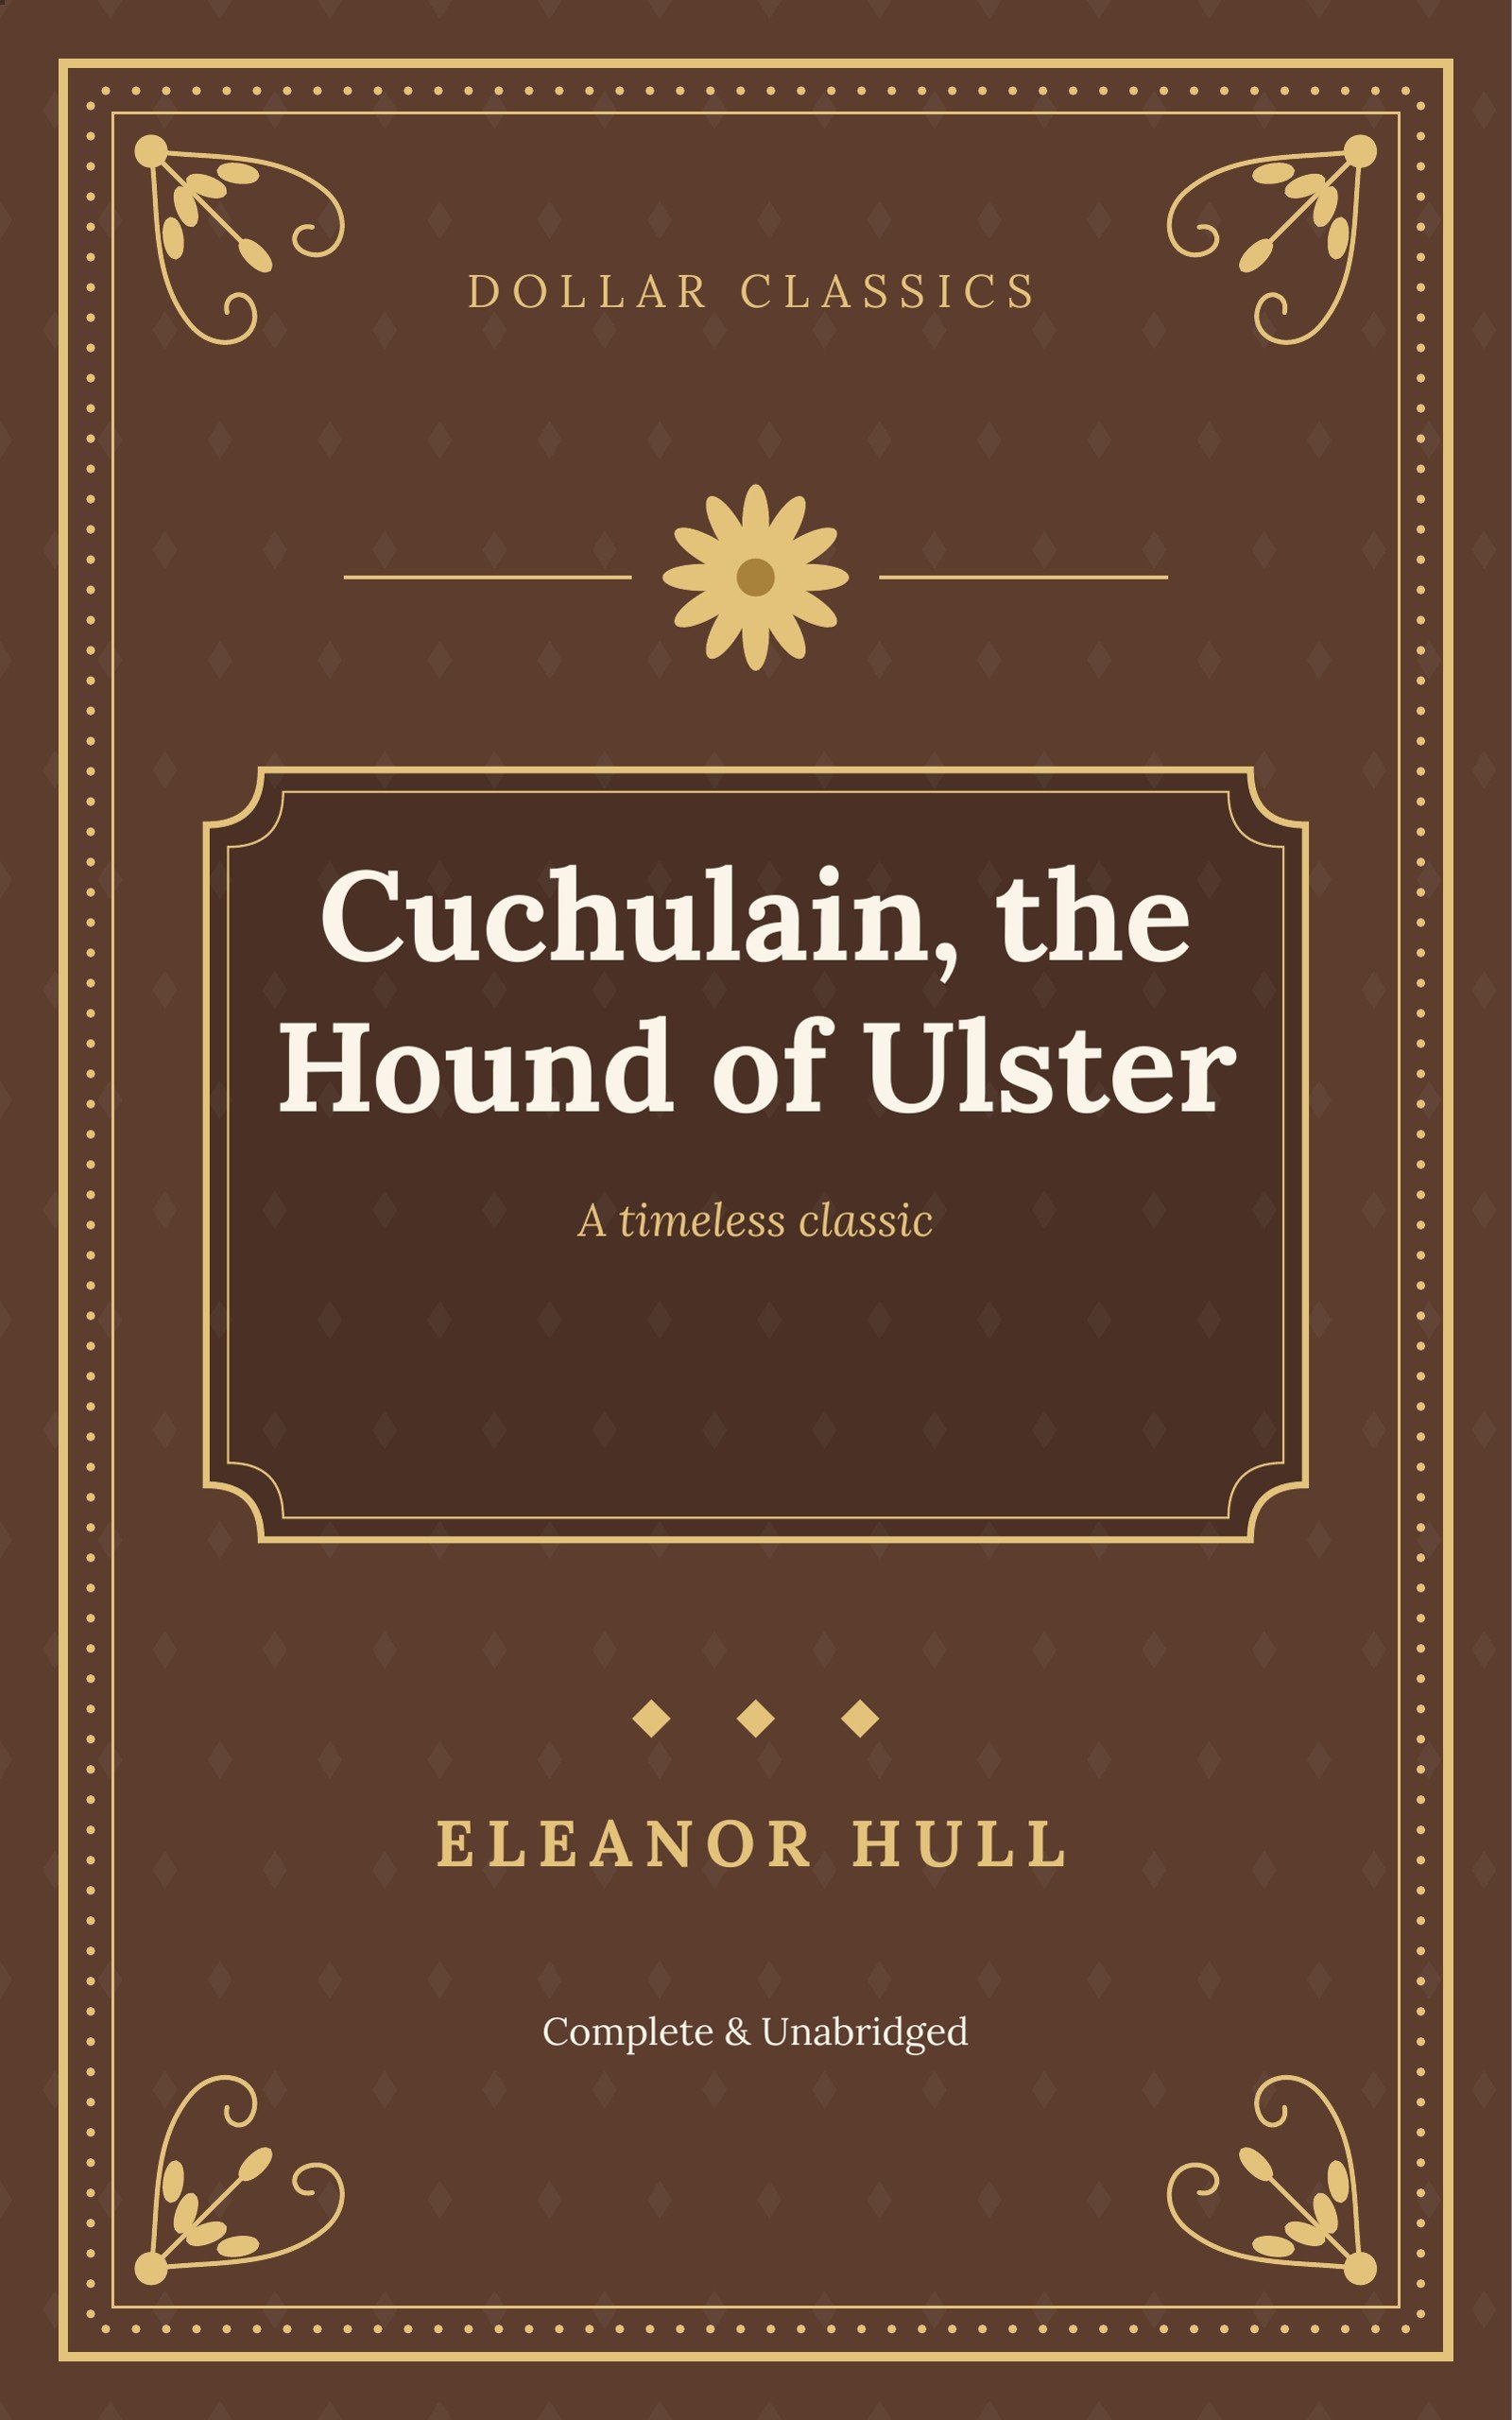 DOLLAR CLASSICS
Cuchulain, the
Hound of Ulster
A timeless classic
ELEANOR HULL
Complete & Unabridged